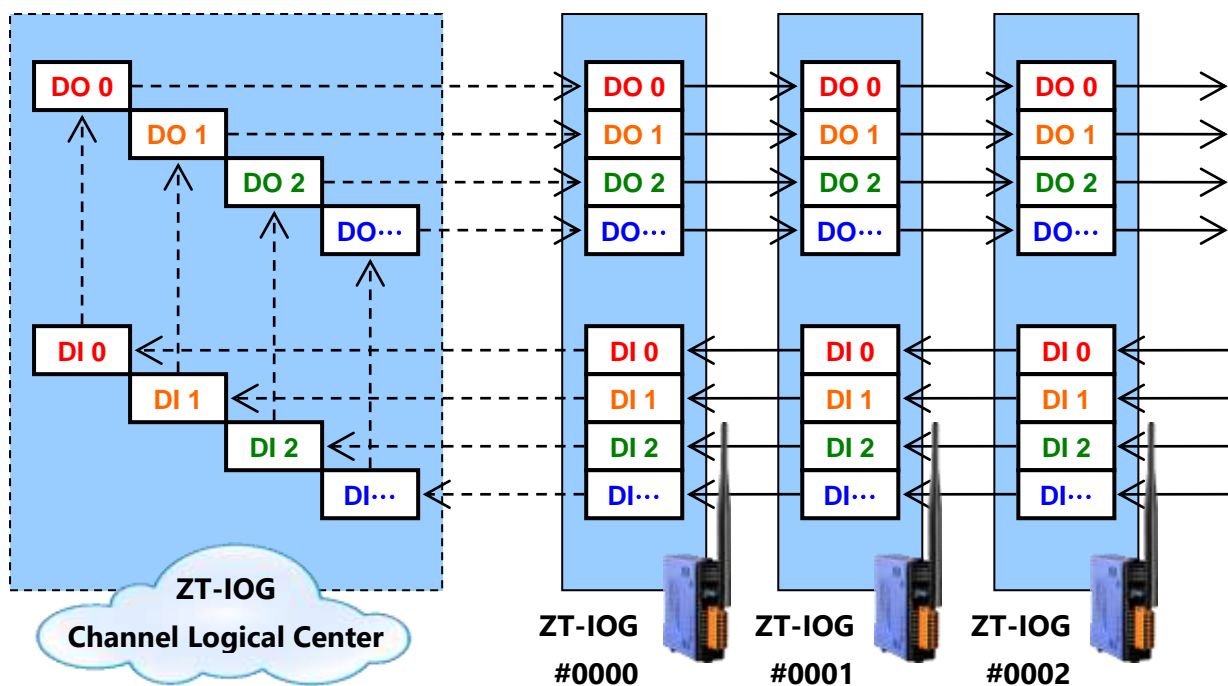 DO 0 DO 0 DO 0 DO 0
DO 1 DO 1 DO 1 DO 1
DO 2 DO 2 DO 2 DO 2
DO⋯ DO⋯ DO⋯ DO⋯
DI 0 DI 0 DI 0 DI 0
DI 1 DI 1 DI 1 DI 1
DI 2 DI 2 DI 2 DI 2
DI⋯ DI⋯ DI⋯ DI⋯
ZT-IOG
Channel Logical Center
ZT-IOG
#0000
ZT-IOG
#0001
ZT-IOG
#0002